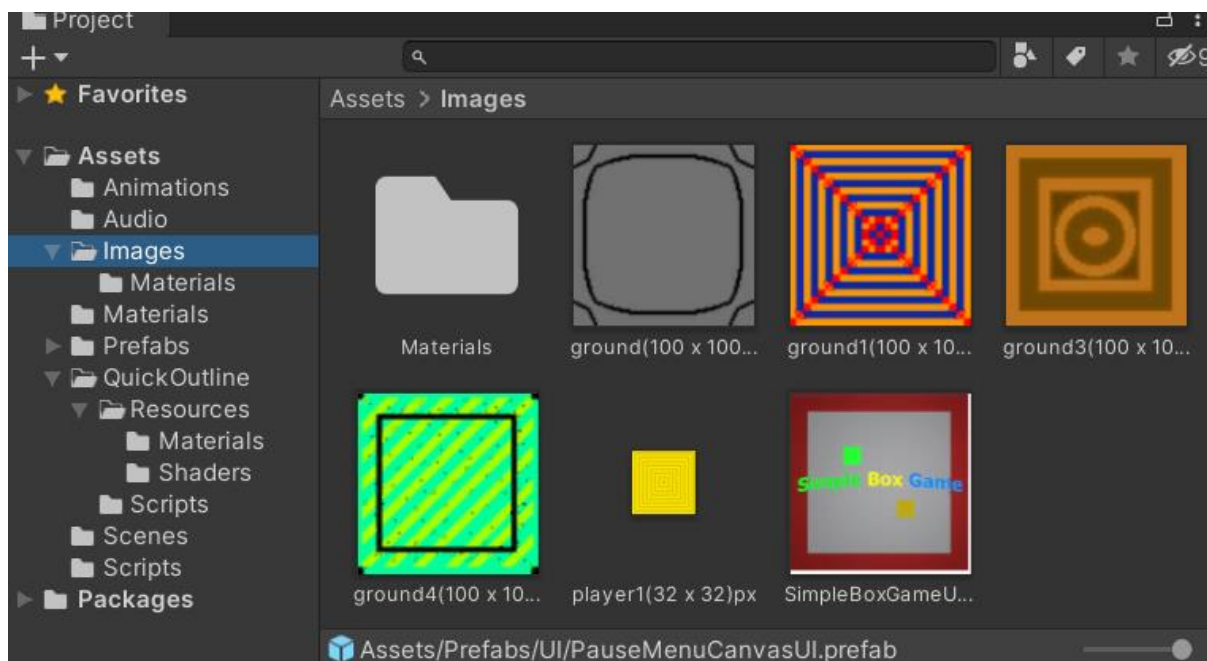 Project
Favorites
Assets > Images
Assets
Animations
Audio
Images
Materials
Materials
Prefabs
QuickOutline
Resources
Materials
Shaders
Scripts
Scenes
Scripts
Packages
Materials
ground(100 x 100...
ground1(100 x 10...
ground3(100 x 10...
Simple Box Game
ground4(100 x 10...
player1(32 x 32)px
SimpleBoxGameU...
Assets/Prefabs/UI/PauseMenuCanvasUI.prefab